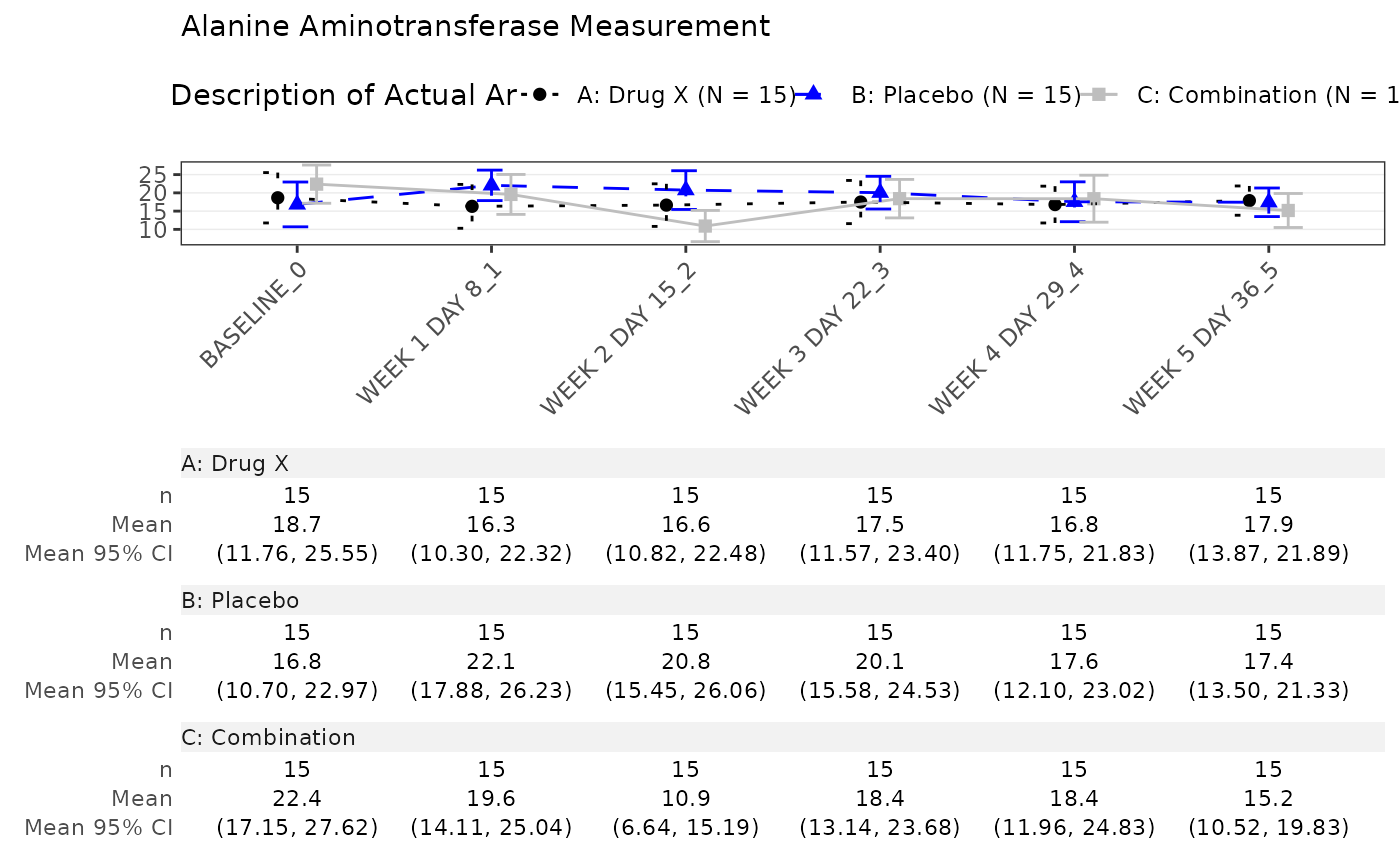 Alanine Aminotransferase Measurement
Description of Actual Ar A: Drug X (N = 15) B: Placebo (N = 15) C: Combination (N = 1
25
20
15
10
BASELINE_0 WEEK 1 DAY 8_1 WEEK 2 DAY 15_2 WEEK 3 DAY 22_3 WEEK 4 DAY 29_4 WEEK 5 DAY 36_5
A: Drug X
n 15 15 15 15 15 15
Mean 18.7 16.3 16.6 17.5 16.8 17.9
Mean 95% CI (11.76, 25.55) (10.30, 22.32) (10.82, 22.48) (11.57, 23.40) (11.75, 21.83) (13.87, 21.89)
B: Placebo
n 15 15 15 15 15 15
Mean 16.8 22.1 20.8 20.1 17.6 17.4
Mean 95% CI (10.70, 22.97) (17.88, 26.23) (15.45, 26.06) (15.58, 24.53) (12.10, 23.02) (13.50, 21.33)
C: Combination
n 15 15 15 15 15 15
Mean 22.4 19.6 10.9 18.4 18.4 15.2
Mean 95% CI (17.15, 27.62) (14.11, 25.04) (6.64, 15.19) (13.14, 23.68) (11.96, 24.83) (10.52, 19.83)